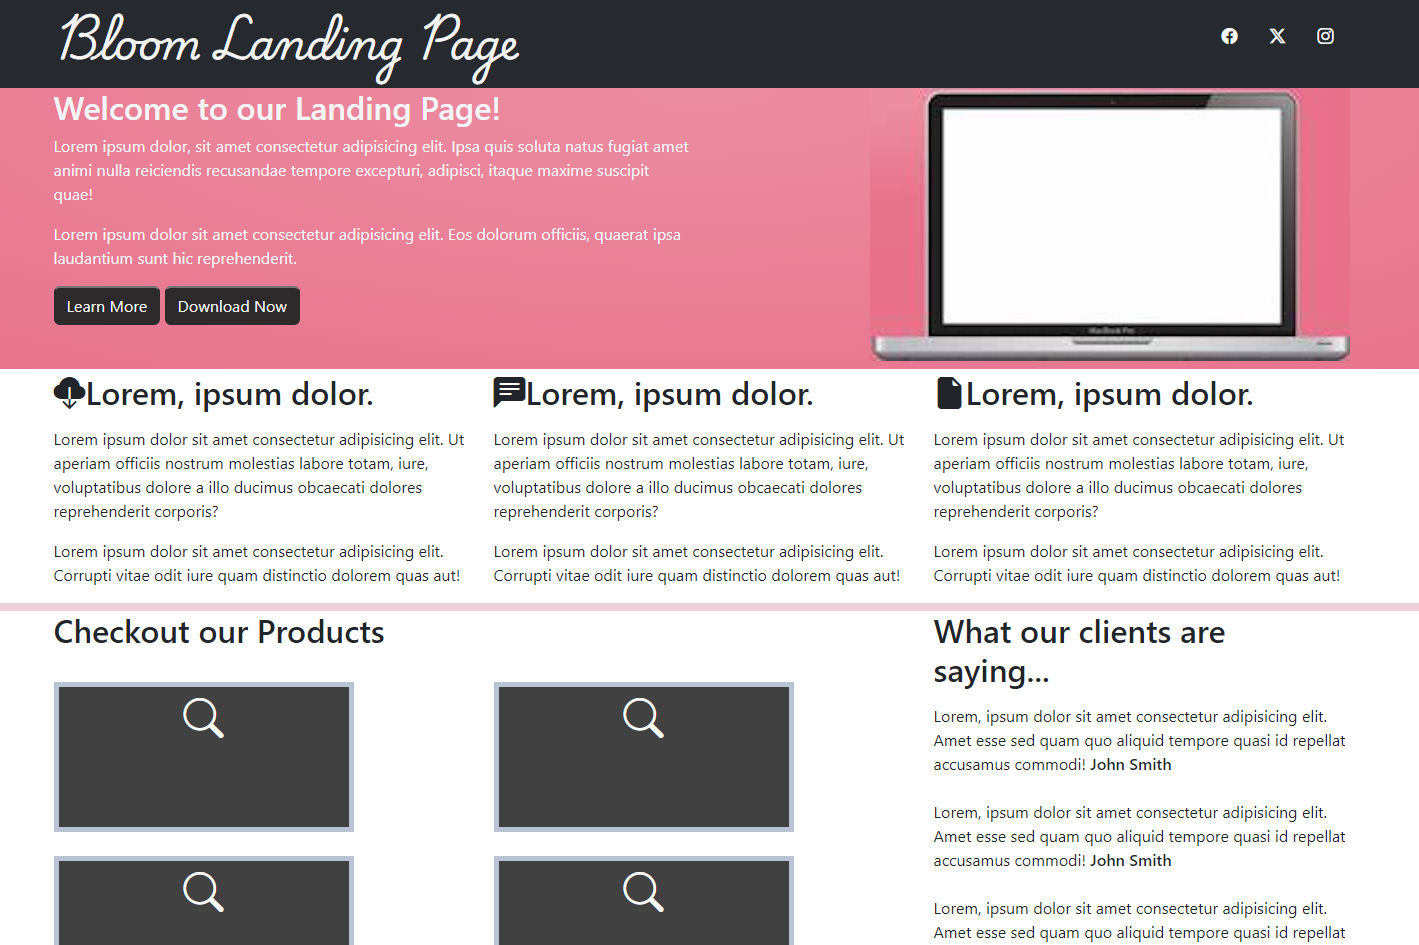 Bloom Landing Page
Welcome to our Landing Page!
Lorem ipsum dolor, sit amet consectetur adipisicing elit. Ipsa quis soluta natus fugiat amet
animi nulla reiciendis recusandae tempore excepturi, adipisci, itaque maxime suscipit
quae!
Lorem ipsum dolor sit amet consectetur adipisicing elit. Eos dolorum officiis, quaerat ipsa
laudantium sunt hic reprehenderit.
Learn More
Download Now
MacBook Pro
Lorem, ipsum dolor.
Lorem ipsum dolor sit amet consectetur adipisicing elit. Ut
aperiam officiis nostrum molestias labore totam, iure,
voluptatibus dolore a illo ducimus obcaecati dolores
reprehenderit corporis?
Lorem ipsum dolor sit amet consectetur adipisicing elit.
Corrupti vitae odit iure quam distinctio dolorem quas aut!
Lorem, ipsum dolor.
Lorem ipsum dolor sit amet consectetur adipisicing elit. Ut
aperiam officiis nostrum molestias labore totam, iure,
voluptatibus dolore a illo ducimus obcaecati dolores
reprehenderit corporis?
Lorem ipsum dolor sit amet consectetur adipisicing elit.
Corrupti vitae odit iure quam distinctio dolorem quas aut!
Lorem, ipsum dolor.
Lorem ipsum dolor sit amet consectetur adipisicing elit. Ut
aperiam officiis nostrum molestias labore totam, iure,
voluptatibus dolore a illo ducimus obcaecati dolores
reprehenderit corporis?
Lorem ipsum dolor sit amet consectetur adipisicing elit.
Corrupti vitae odit iure quam distinctio dolorem quas aut!
Checkout our Products
What our clients are
saying...
Lorem, ipsum dolor sit amet consectetur adipisicing elit.
Amet esse sed quam quo aliquid tempore quasi id repellat
accusamus commodi! John Smith
Lorem, ipsum dolor sit amet consectetur adipisicing elit.
Amet esse sed quam quo aliquid tempore quasi id repellat
accusamus commodi! John Smith
Lorem, ipsum dolor sit amet consectetur adipisicing elit.
Amet esse sed quam quo aliquid tempore quasi id repellat